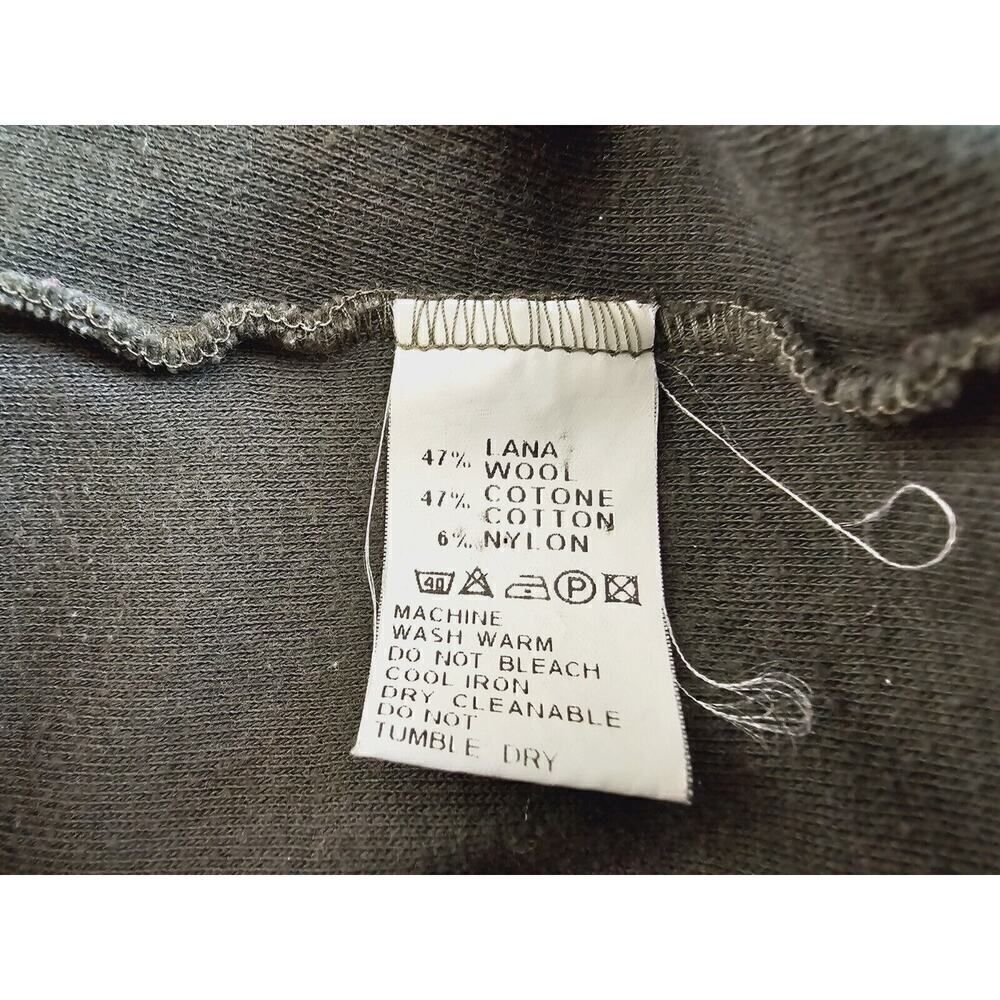 47% LANA
WOOL
47% COTONE
COTTON
6% NYLON
40 P
MACHINE
WASH WARM
DO NOT BLEACH
COOL IRON
DRY CLEANABLE
DO NOT
TUMBLE DRY